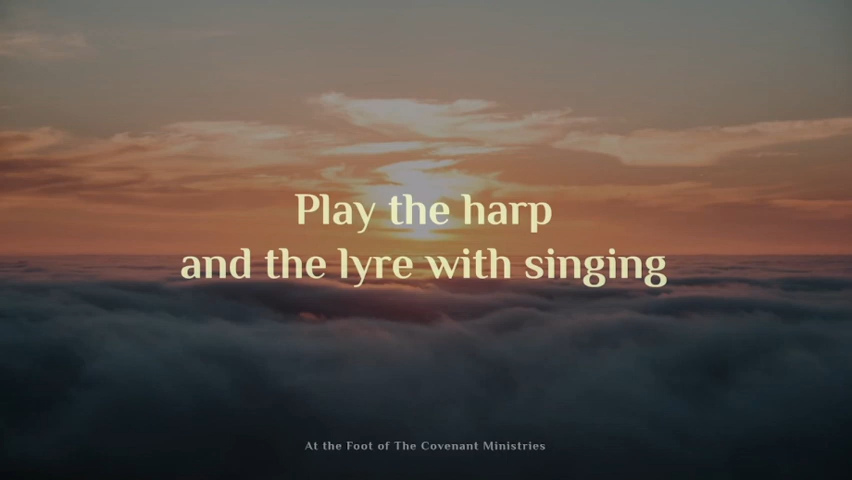 Play the harp
and the lyre with singing
At the Foot of The Covenant Ministries